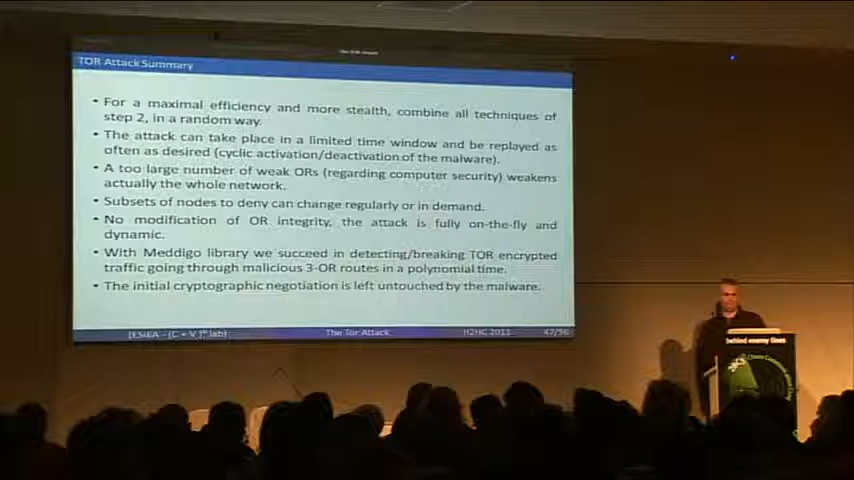 TOR Attack Summary
• For a maximal efficiency and more stealth, combine all techniques of
step 2, in a random way.
• The attack can take place in a limited time window and be replayed as
often as desired (cyclic activation/deactivation of the malware).
• A too large number of weak ORs (regarding computer security) weakens
actually the whole network.
• Subsets of nodes to deny can change regularly or in demand.
• No modification of OR integrity, the attack is fully on-the-fly and
dynamic.
• With Meddigo library we succeed in detecting/breaking TOR encrypted
traffic going through malicious 3-OR routes in a polynomial time.
• The initial cryptographic negotiation is left untouched by the malware.
The Tor Attack
47/56
behind enemy lines